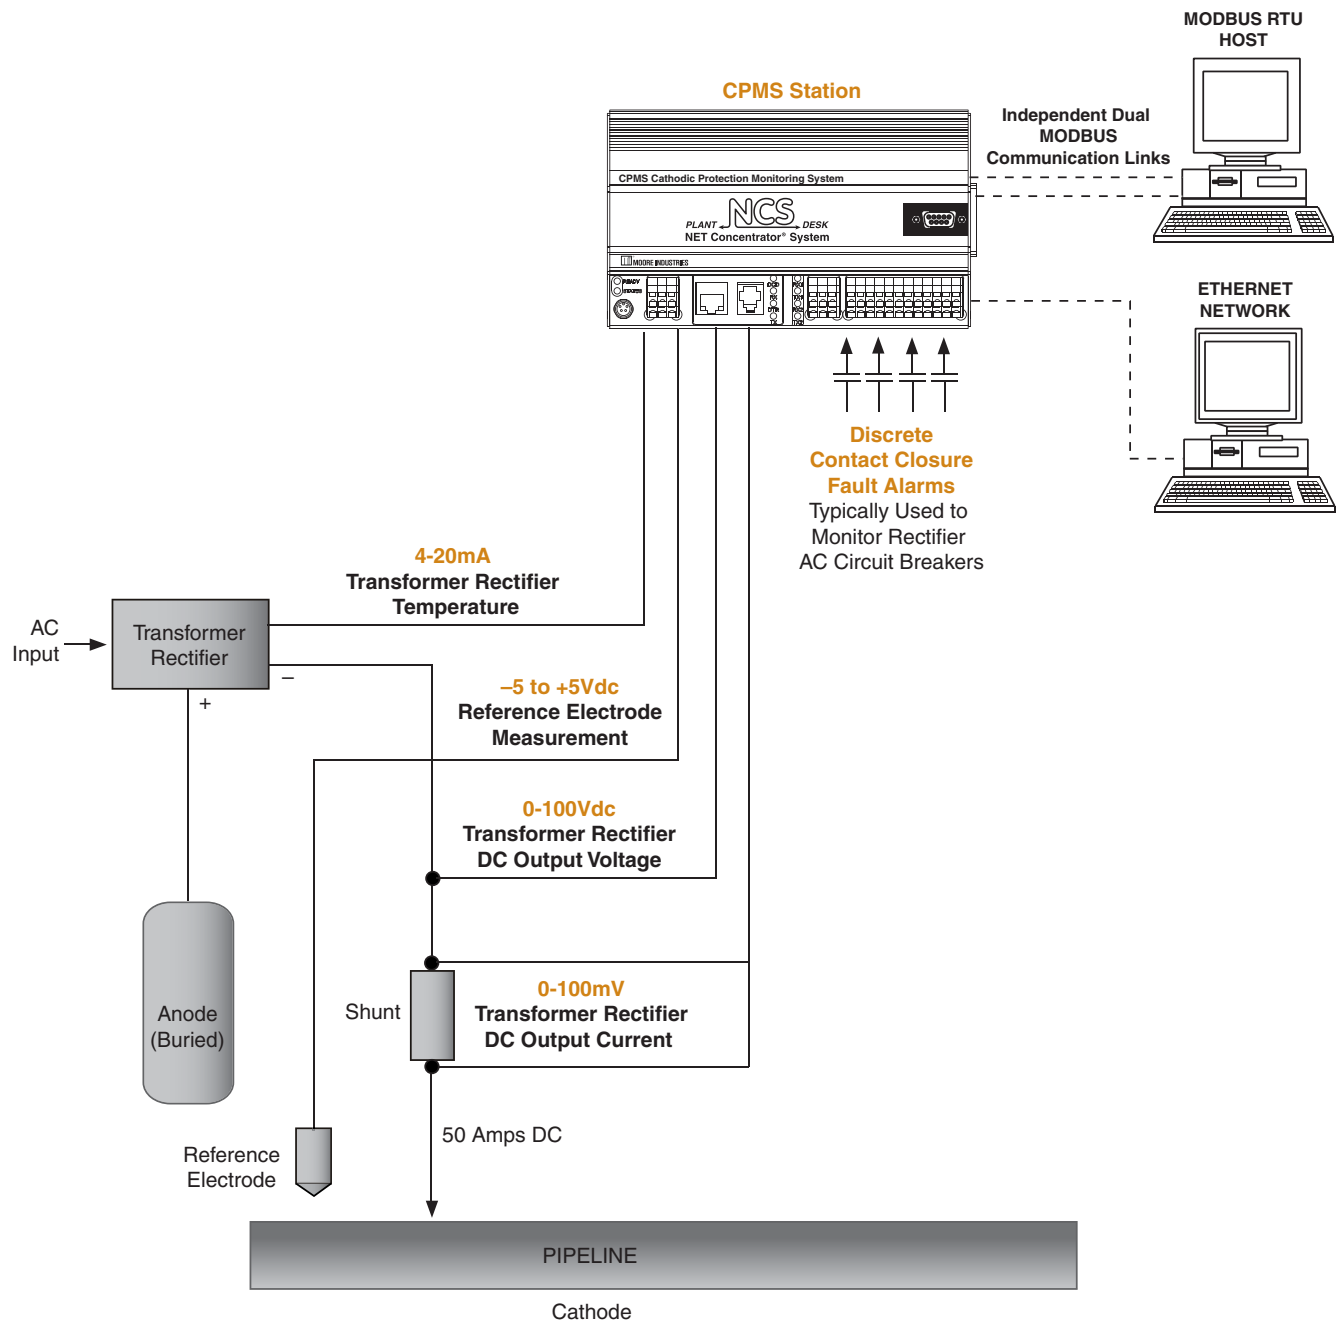 MODBUS RTU
HOST
CPMS Station
Independent Dual
MODBUS
Communication Links
CPMS Cathodic Protection Monitoring System
NCS
PLANT DESK
NET Concentrator® System
MOORE INDUSTRIES
READY
ETHERNET
NETWORK
Discrete
Contact Closure
Fault Alarms
Typically Used to
Monitor Rectifier
AC Circuit Breakers
4-20mA
Transformer Rectifier
Temperature
AC
Input
Transformer
Rectifier
–
+
–5 to +5Vdc
Reference Electrode
Measurement
0-100Vdc
Transformer Rectifier
DC Output Voltage
Shunt
0-100mV
Transformer Rectifier
DC Output Current
Anode
(Buried)
50 Amps DC
Reference
Electrode
PIPELINE
Cathode